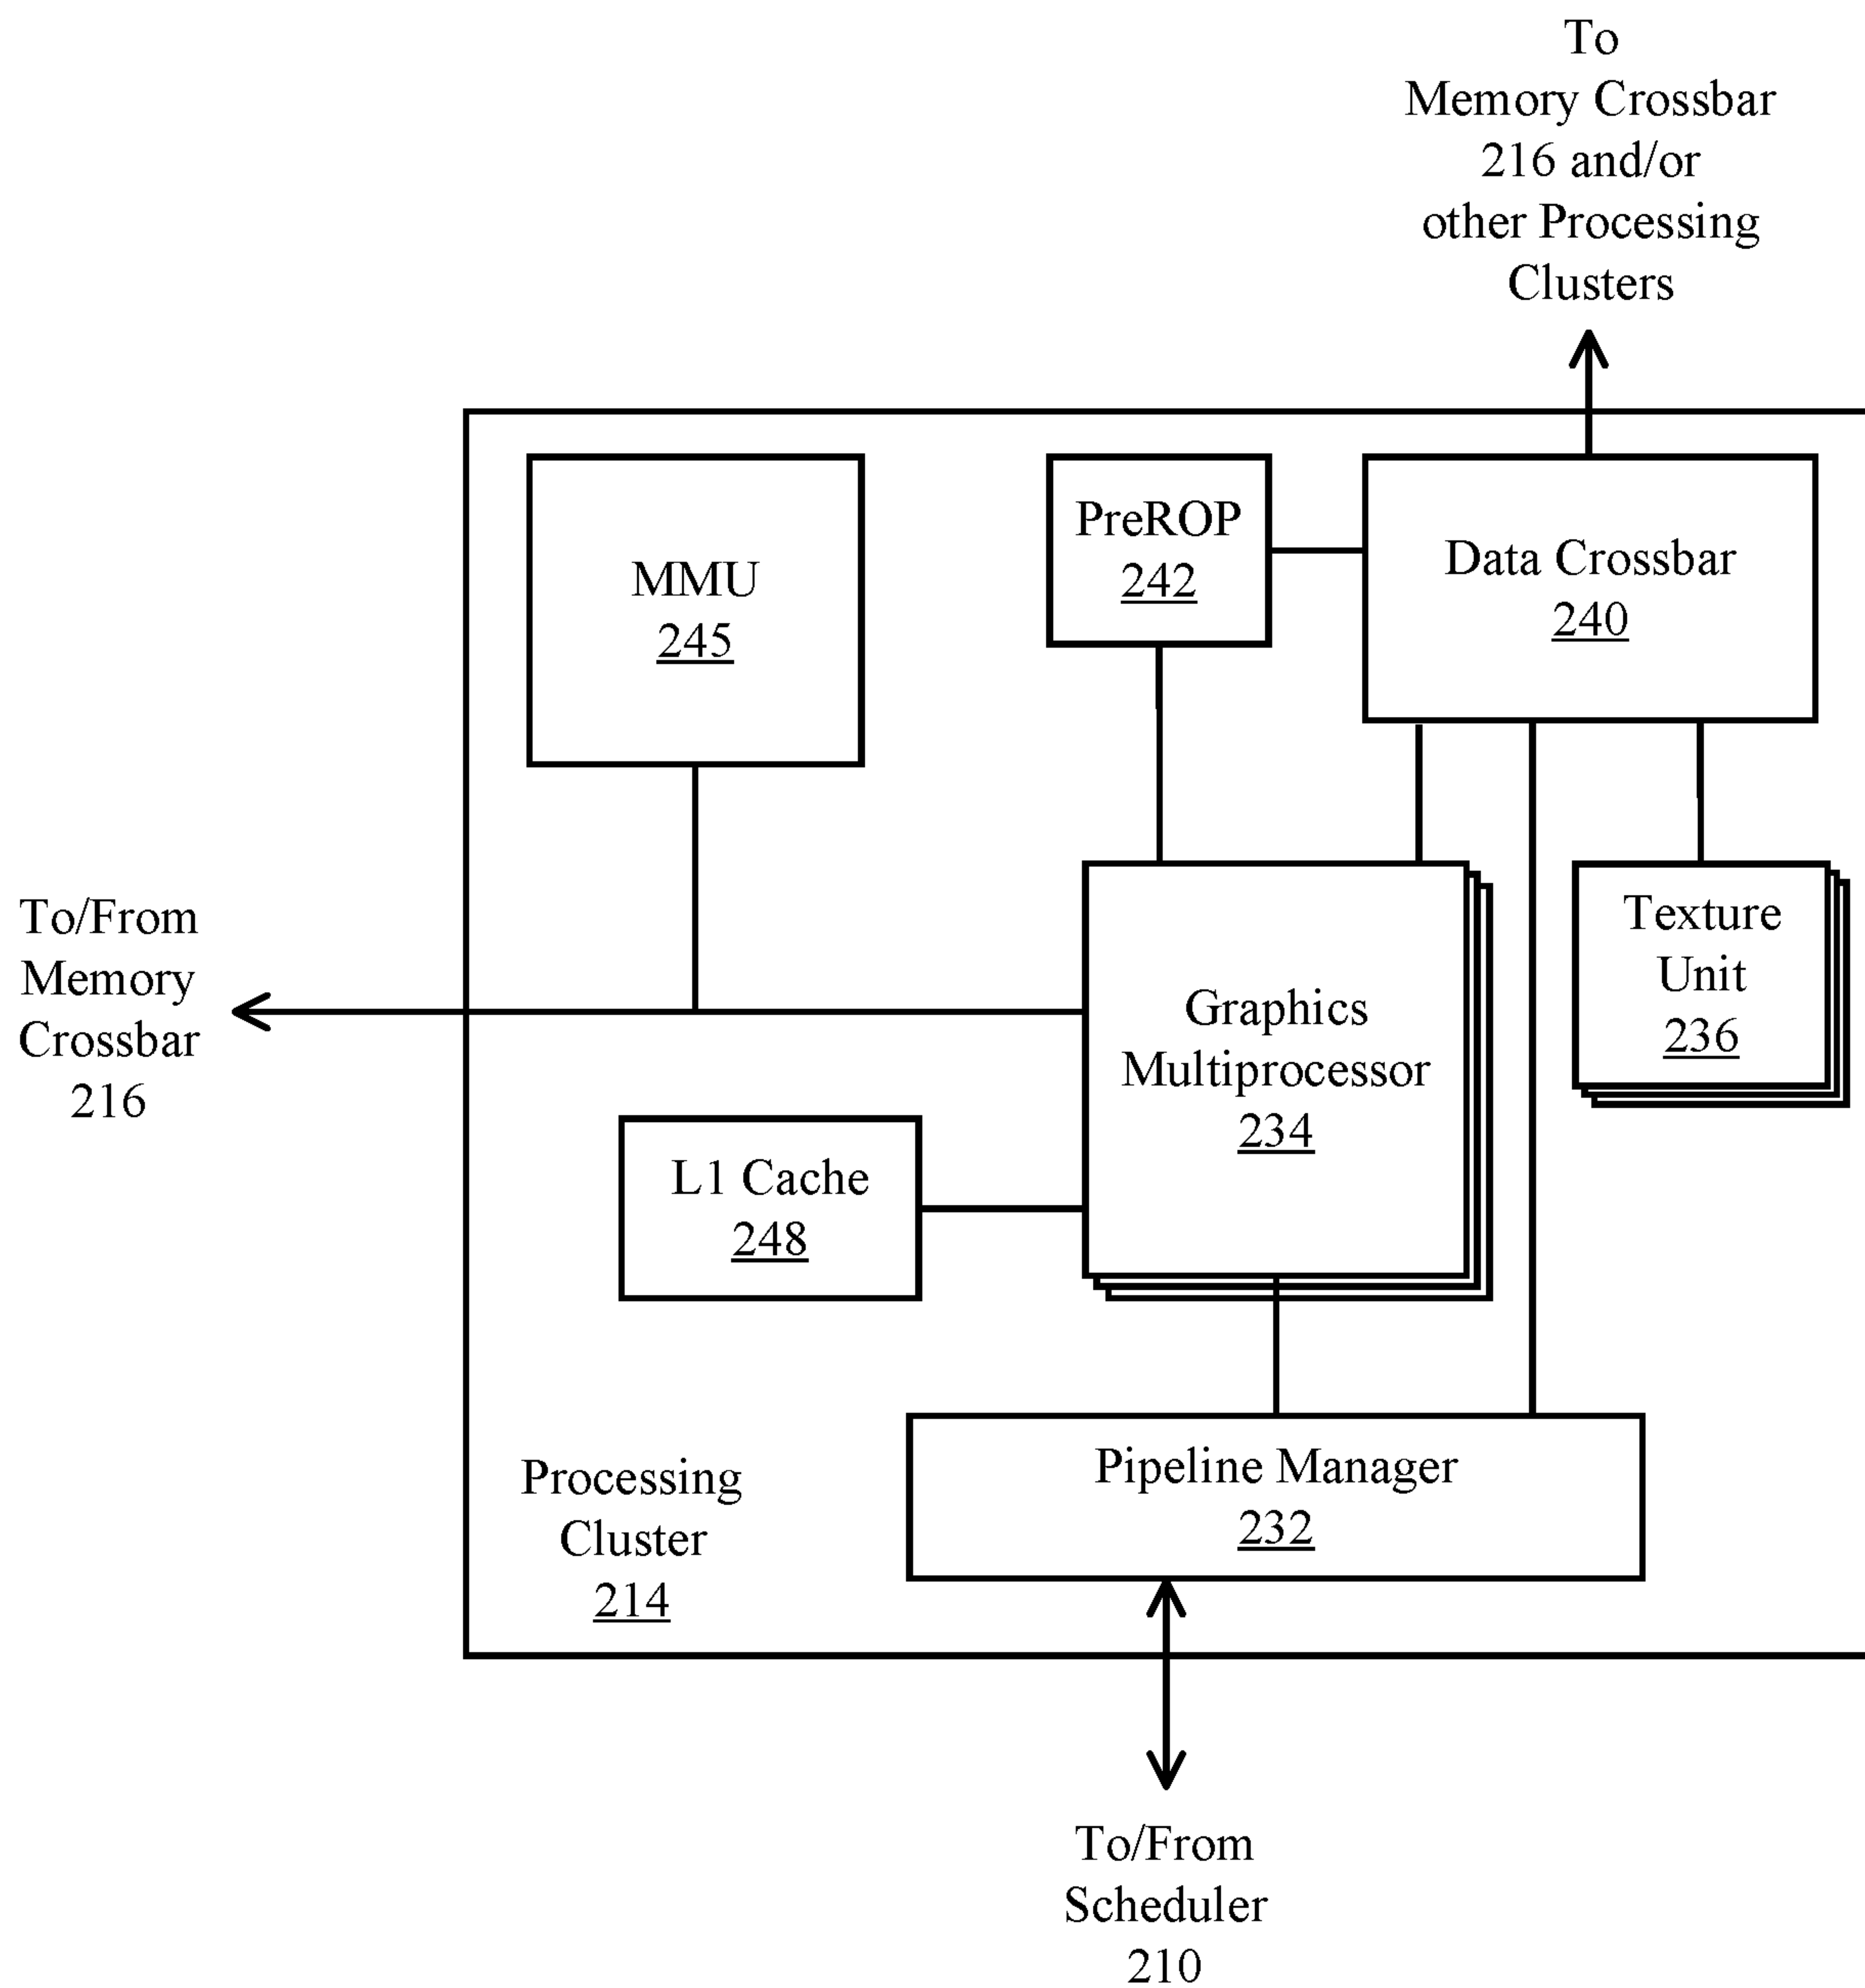 To
Memory Crossbar
216 and/or
other Processing
Clusters
MMU
245
PreROP
242
Data Crossbar
240
To/From
Memory
Crossbar
216
Graphics
Multiprocessor
234
Texture
Unit
236
L1 Cache
248
Pipeline Manager
232
Processing
Cluster
214
To/From
Scheduler
210